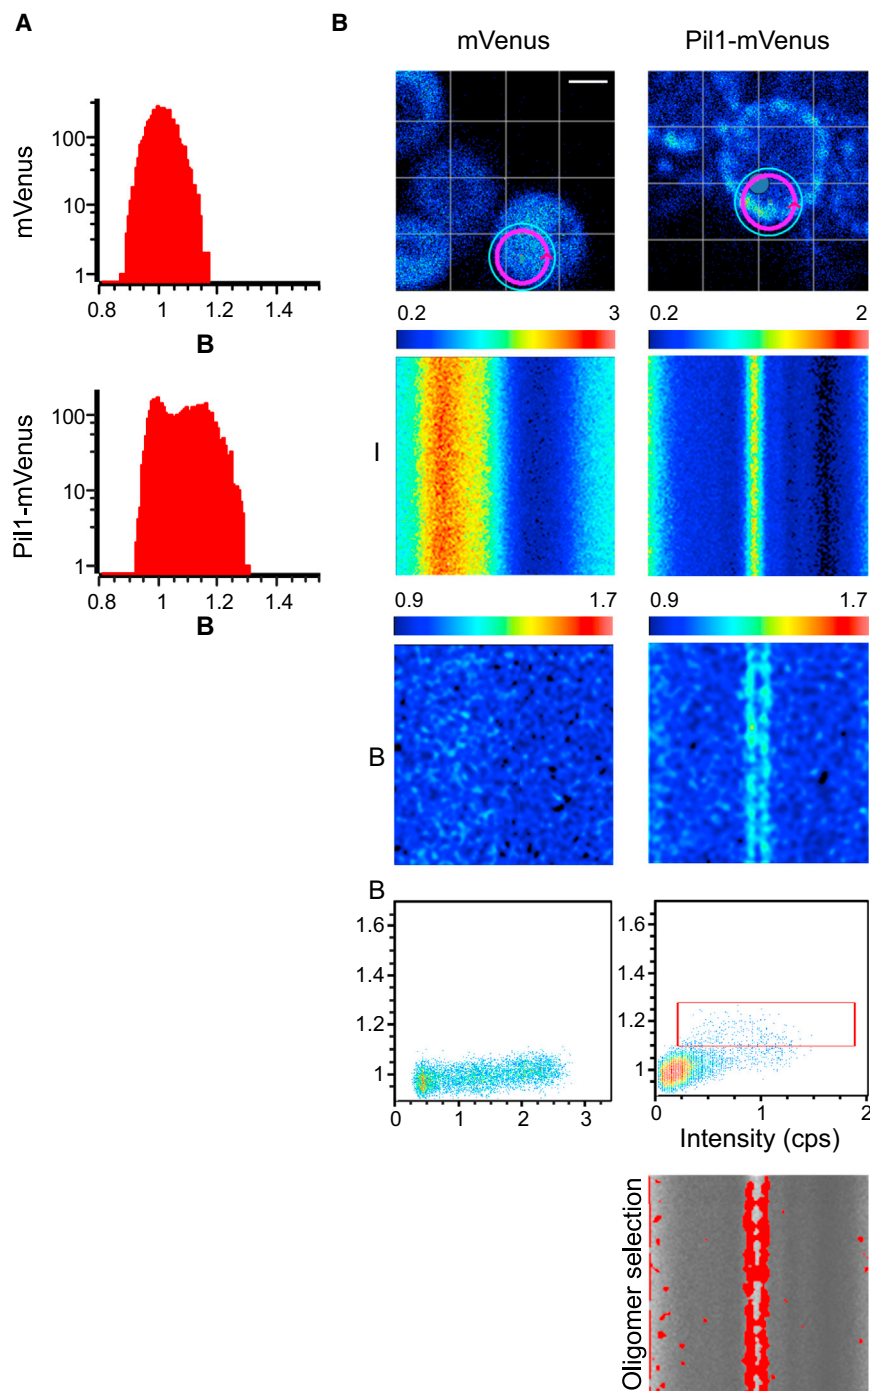 A
mVenus
100
10
1
0.8 1 1.2 1.4
B
Pil1-mVenus
100
10
1
0.8 1 1.2 1.4
B
B
mVenus Pil1-mVenus
0.2 3 0.2 2
I
0.9 1.7 0.9 1.7
B
B
1.6
1.4
1.2
1
0 1 2 3
1.6
1.4
1.2
1
0 1 2
Intensity (cps)
Oligomer selection